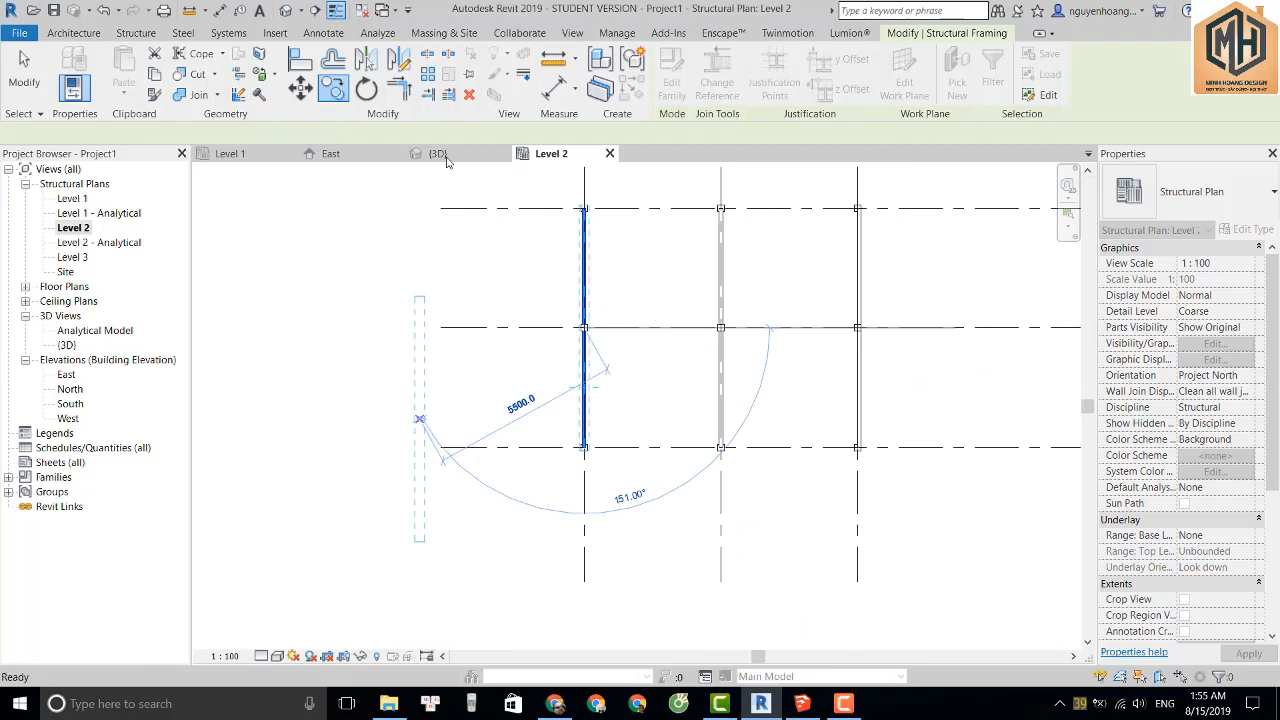 Autodesk Revit 2019 - STUDENT VERSION - Project1 - Structural Plan: Level 2
Type a keyword or phrase
nguyenhoang...
File Architecture Structure Steel Systems Insert Annotate Analyze Massing & Site Collaborate View Manage Add-Ins Enscape™ Twinmotion Lumion® Modify | Structural Framing
MH
MINH HOANG DESIGN
Modify
Paste
Cope
Cut
Join
Edit
Family
Change
Reference
Justification
Points
y Offset
z Offset
Edit
Work Plane
Pick
New
Filter
Save
Load
Edit
Select Properties Clipboard Geometry Modify View Measure Create Mode Join Tools Justification Work Plane Selection
Project Browser - Project1
Level 1
East
{3D}
Level 2
Properties
Views (all)
Structural Plans
Level 1
Level 1 - Analytical
Level 2
Level 2 - Analytical
Level 3
Site
Floor Plans
Ceiling Plans
3D Views
Analytical Model
{3D}
Elevations (Building Elevation)
East
North
South
West
Legends
Schedules/Quantities (all)
Sheets (all)
Families
Groups
Revit Links
5500.0
151.00°
Structural Plan
Structural Plan: Level 2
Edit Type
Graphics
View Scale 1 : 100
Scale Value 1: 100
Display Model Normal
Detail Level Coarse
Parts Visibility Show Original
Visibility/Grap... Edit...
Graphic Displ... Edit...
Orientation Project North
Wall Join Displ... Clean all wall j...
Discipline Structural
Show Hidden ... By Discipline
Color Scheme ... Background
Color Scheme <none>
System Color ... Edit...
Default Analys... None
Sun Path
Underlay
Range: Base L... None
Range: Top Le... Unbounded
Underlay Orie... Look down
Extents
Crop View
Crop Region V...
Annotation Cr...
Properties help
Apply
1 : 100
Ready
:0
Main Model
:0
Type here to search
39
ENG
1:55 AM
8/15/2019